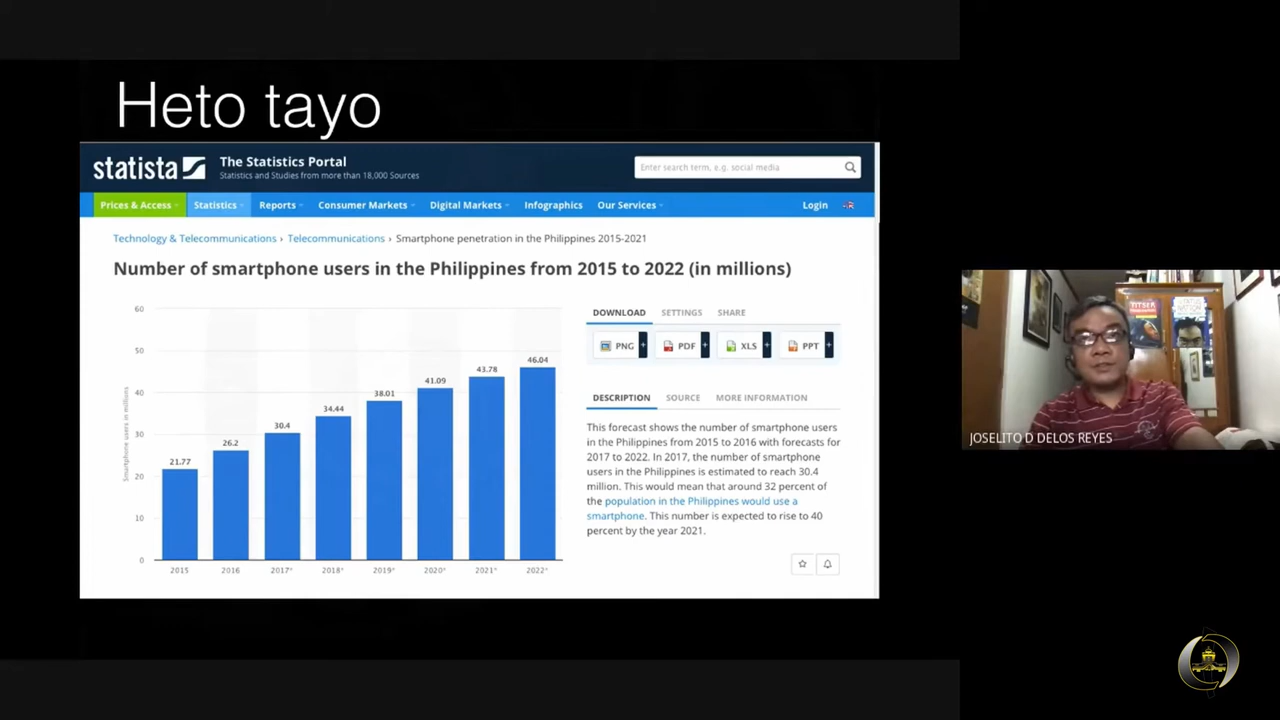 Heto tayo
statista
The Statistics Portal
Statistics and Studies from more than 18,000 Sources
Enter search term, e.g. social media
Prices & Access
Statistics
Reports
Consumer Markets
Digital Markets
Infographics
Our Services
Login
Technology & Telecommunications › Telecommunications › Smartphone penetration in the Philippines 2015-2021
Number of smartphone users in the Philippines from 2015 to 2022 (in millions)
Smartphone users in millions
60
50
40
30
20
10
0
21.77
26.2
30.4
34.44
38.01
41.09
43.78
46.04
2015
2016
2017*
2018*
2019*
2020*
2021*
2022*
DOWNLOAD
SETTINGS
SHARE
PNG +
PDF +
XLS +
PPT +
DESCRIPTION
SOURCE
MORE INFORMATION
This forecast shows the number of smartphone users
in the Philippines from 2015 to 2016 with forecasts for
2017 to 2022. In 2017, the number of smartphone
users in the Philippines is estimated to reach 30.4
million. This would mean that around 32 percent of
the population in the Philippines would use a
smartphone. This number is expected to rise to 40
percent by the year 2021.
TITSER
NATION
JOSELITO D DELOS REYES